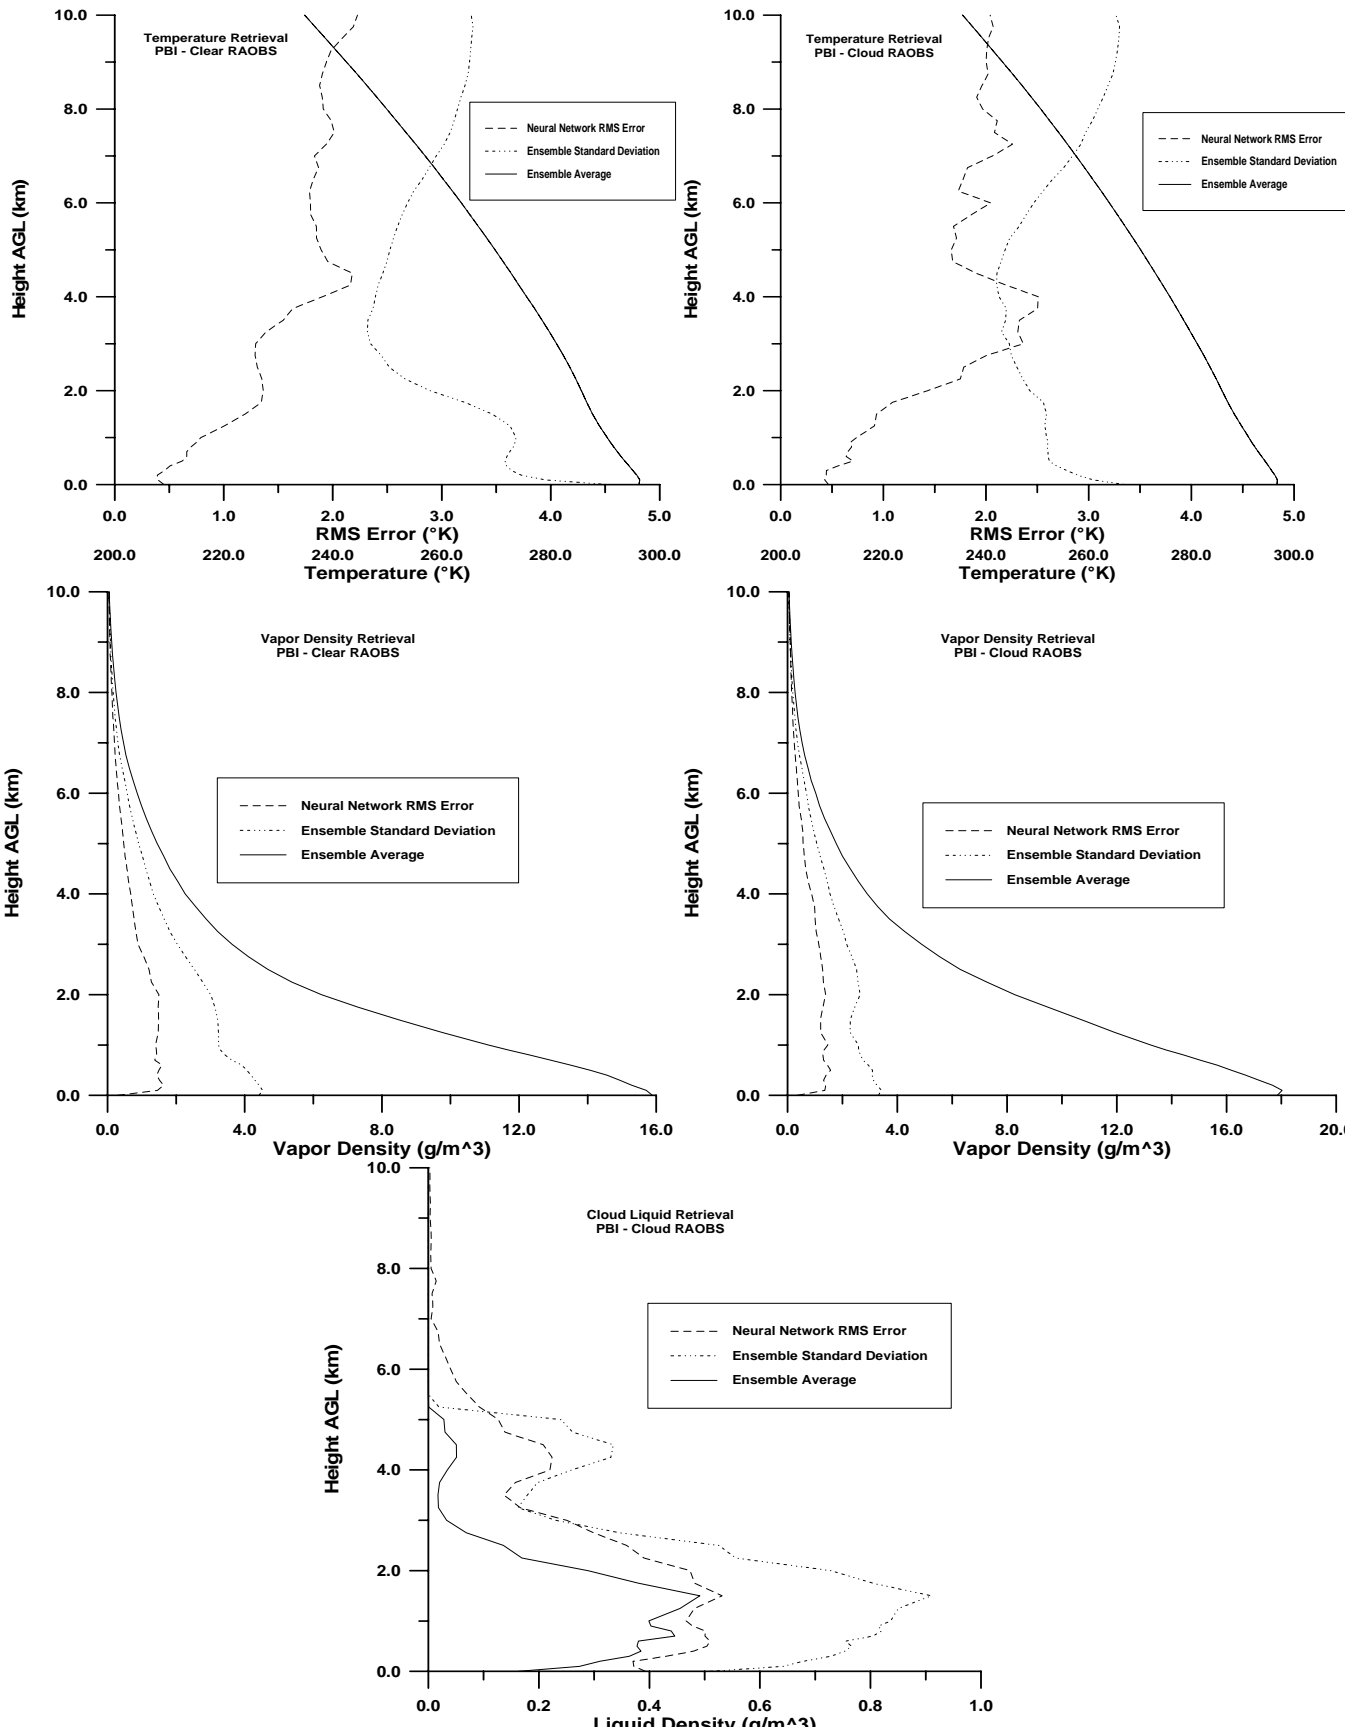 10.0
8.0
6.0
4.0
2.0
0.0
Height AGL (km)
Temperature Retrieval
PBI - Clear RAOBS
Neural Network RMS Error
Ensemble Standard Deviation
Ensemble Average
0.0 1.0 2.0 3.0 4.0 5.0
RMS Error (°K)
200.0 220.0 240.0 260.0 280.0 300.0
Temperature (°K)
10.0
8.0
6.0
4.0
2.0
0.0
Height AGL (km)
Temperature Retrieval
PBI - Cloud RAOBS
Neural Network RMS Error
Ensemble Standard Deviation
Ensemble Average
0.0 1.0 2.0 3.0 4.0 5.0
RMS Error (°K)
200.0 220.0 240.0 260.0 280.0 300.0
Temperature (°K)
10.0
8.0
6.0
4.0
2.0
0.0
Height AGL (km)
Vapor Density Retrieval
PBI - Clear RAOBS
Neural Network RMS Error
Ensemble Standard Deviation
Ensemble Average
0.0 4.0 8.0 12.0 16.0
Vapor Density (g/m^3)
10.0
8.0
6.0
4.0
2.0
0.0
Height AGL (km)
Vapor Density Retrieval
PBI - Cloud RAOBS
Neural Network RMS Error
Ensemble Standard Deviation
Ensemble Average
0.0 4.0 8.0 12.0 16.0 20.0
Vapor Density (g/m^3)
10.0
8.0
6.0
4.0
2.0
0.0
Height AGL (km)
Cloud Liquid Retrieval
PBI - Cloud RAOBS
Neural Network RMS Error
Ensemble Standard Deviation
Ensemble Average
0.0 0.2 0.4 0.6 0.8 1.0
Liquid Density (g/m^3)